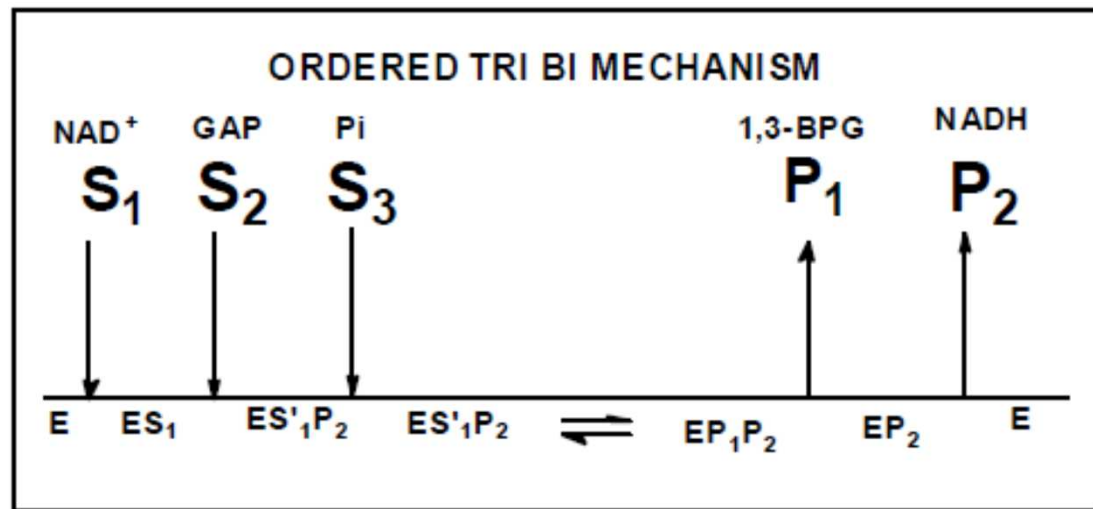 ORDERED TRI BI MECHANISM
NAD⁺ GAP Pi 1,3-BPG NADH
S₁ S₂ S₃ P₁ P₂
E ES₁ ES'₁P₂ ES'₁P₂ ⇌ EP₁P₂ EP₂ E